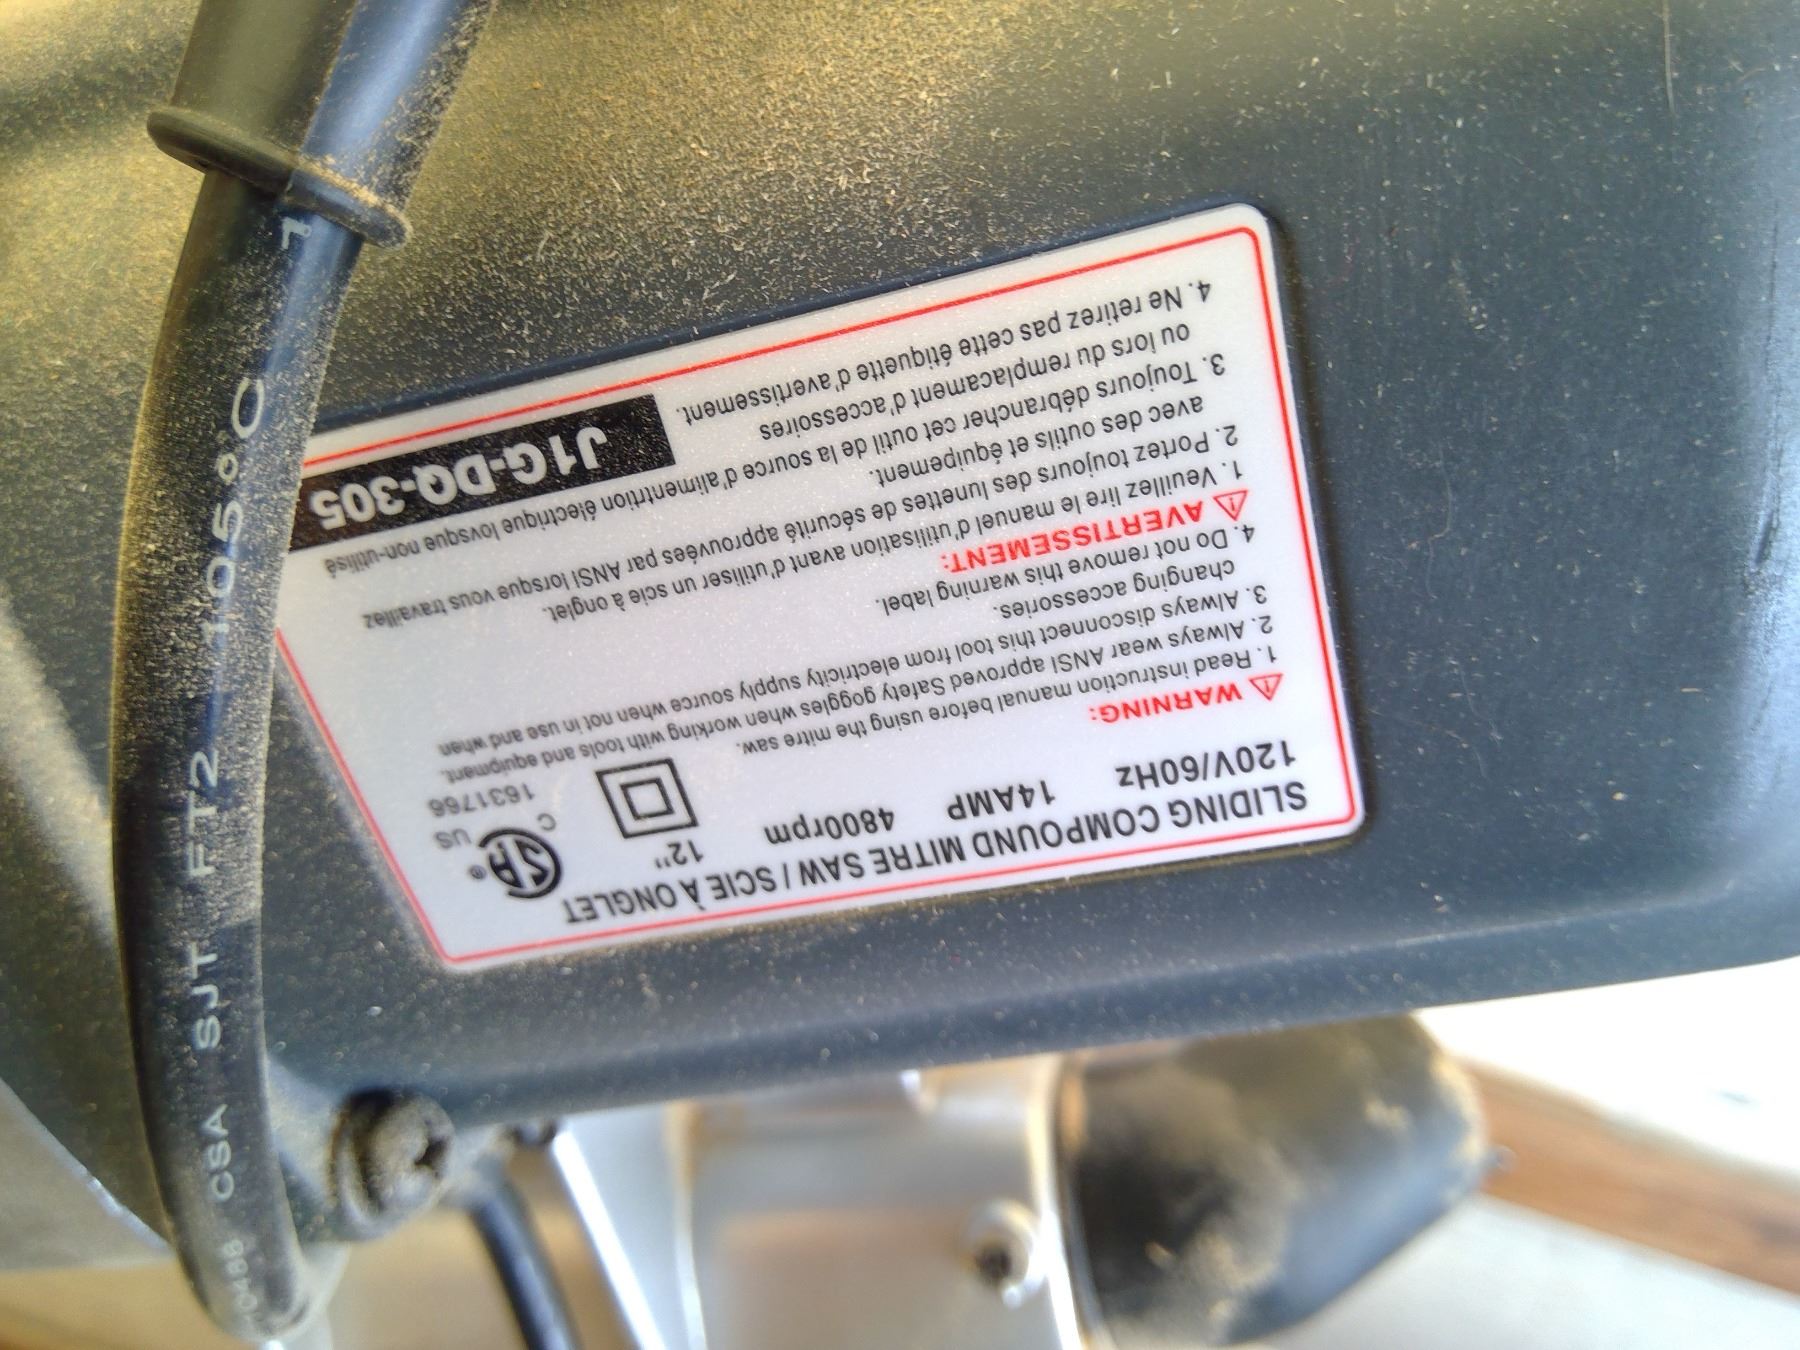 SLIDING COMPOUND MITRE SAW / SCIE À ONGLET
120V/60Hz 14AMP 4800rpm 12"
SA ®
C US
1631766
WARNING:
1. Read instruction manual before using the mitre saw.
2. Always wear ANSI approved Safety goggles when working with tools and equipment.
3. Always disconnect this tool from electricity supply source when not in use and when
changing accessories.
4. Do not remove this warning label.
AVERTISSEMENT:
1. Veuillez lire le manuel d'utilisation avant d'utiliser un scie à onglet.
2. Portez toujours des lunettes de sécurité approuvées par ANSI lorsque vous travaillez
avec des outils et équipement.
3. Toujours débrancher cet outil de la source d'alimentrtion électrique lovsque non-utilisé
ou lors du remplacament d'accessoires
4. Ne retirez pas cette étiquette d'avertissement.
J1G-DQ-305
CSA SJT FT2 105°C